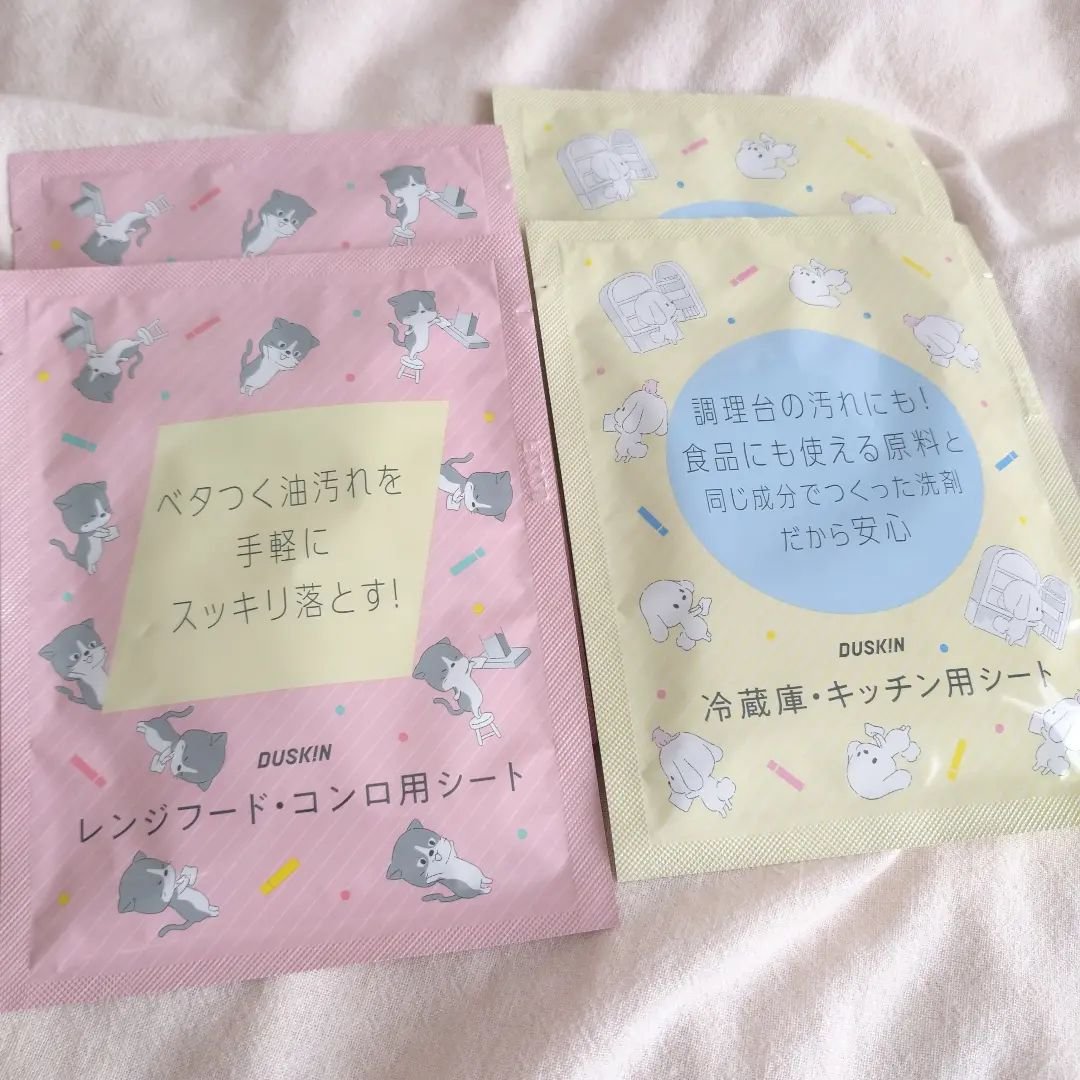 ベタつく油汚れを
手軽に
スッキリ落とす!
DUSKIN
レンジフード・コンロ用シート
調理台の汚れにも!
食品にも使える原料と
同じ成分でつくった洗剤
だから安心
DUSKIN
冷蔵庫・キッチン用シート